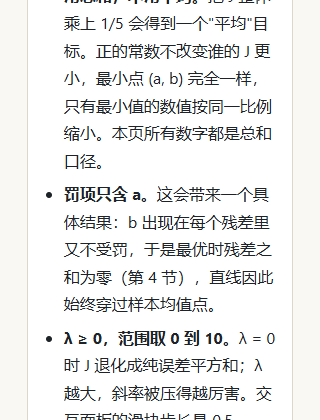 乘上 1/5 会得到一个"平均"目
标。正的常数不改变谁的 J 更
小，最小点 (a, b) 完全一样，
只有最小值的数值按同一比例
缩小。本页所有数字都是总和
口径。
罚项只含 a。这会带来一个具
体结果：b 出现在每个残差里
又不受罚，于是最优时残差之
和为零（第 4 节），直线因此
始终穿过样本均值点。
λ ≥ 0，范围取 0 到 10。λ = 0
时 J 退化成纯误差平方和；λ
越大，斜率被压得越厉害。交